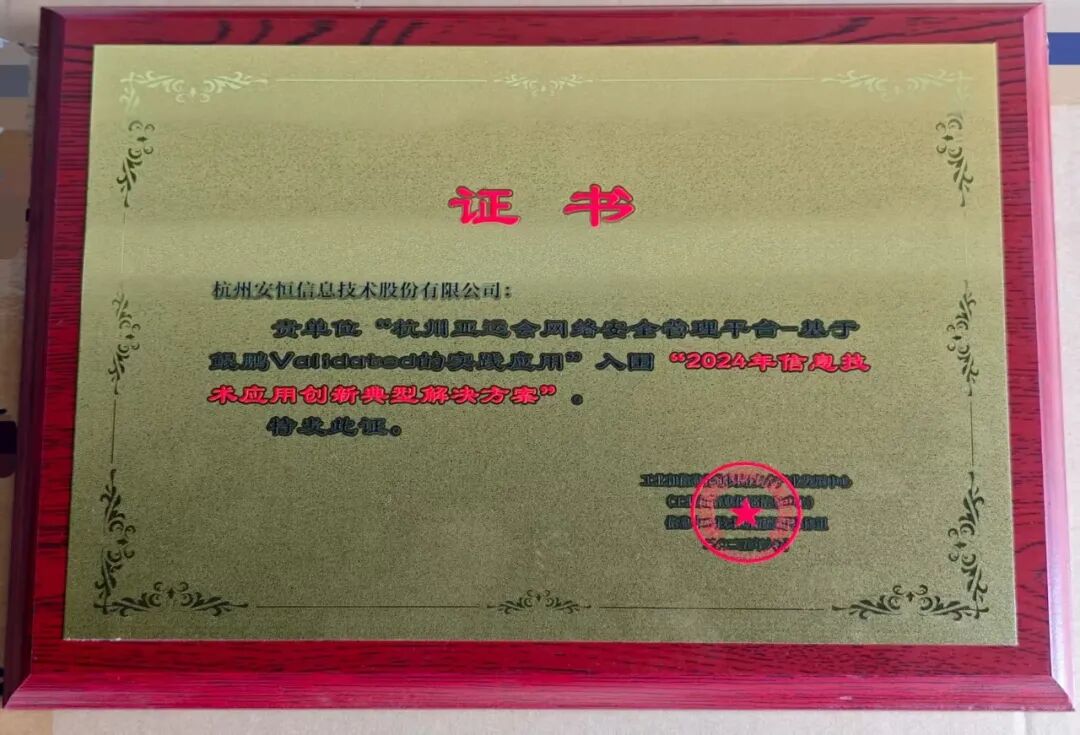 证 书
杭州安恒信息技术股份有限公司：
贵单位“杭州亚运会网络安全管理平台-基于
鲲鹏Validated的实践应用”入围“2024年信息技
术应用创新典型解决方案”。
特发此证。